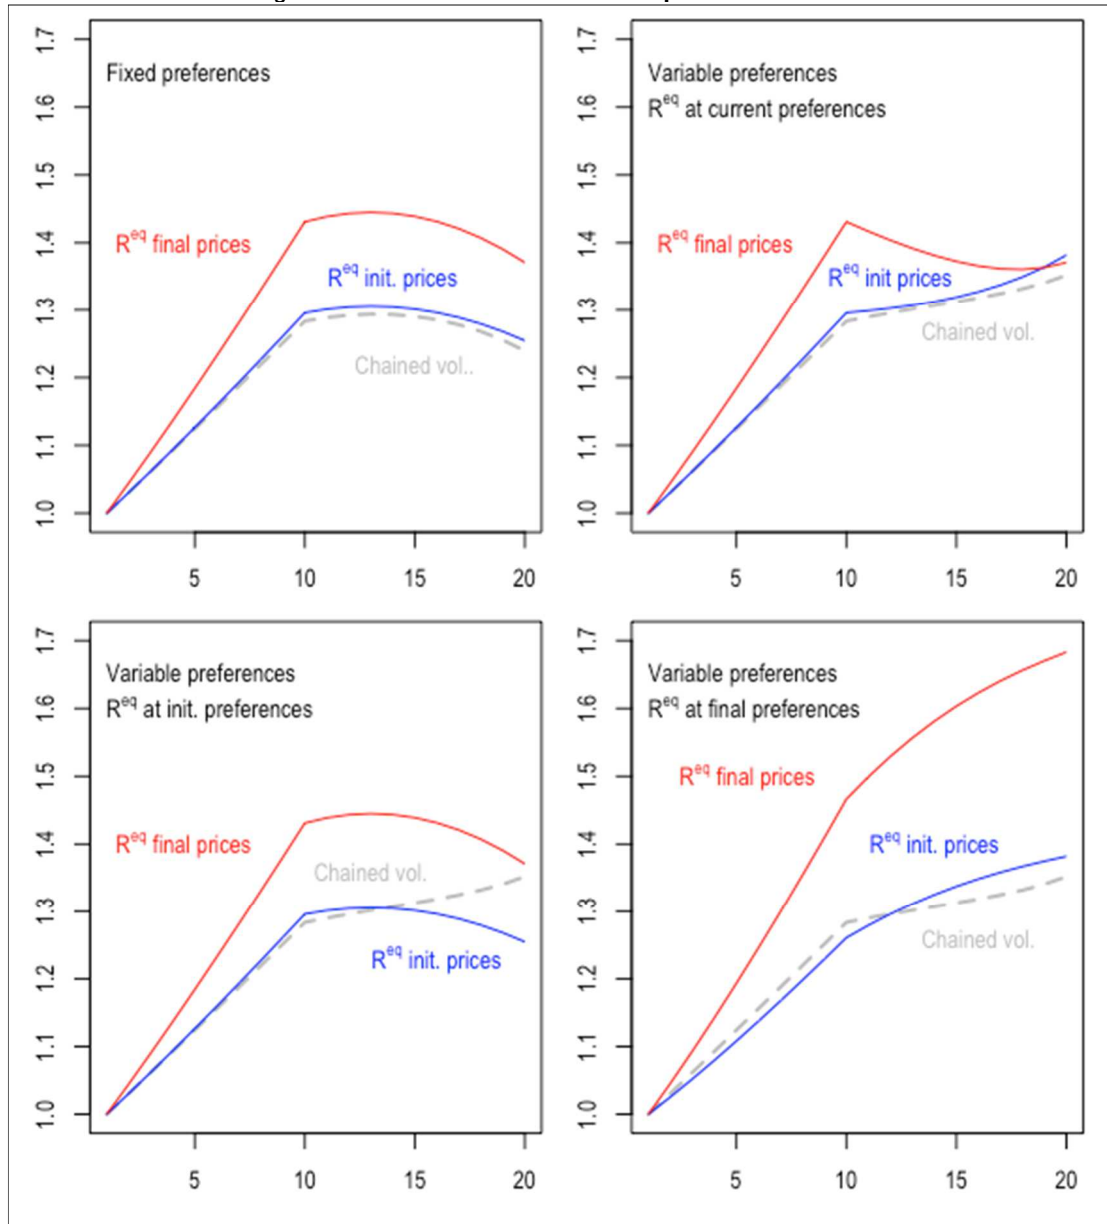 Fixed preferences
1.7
1.6
1.5
1.4
1.3
1.2
1.1
1.0
R^eq final prices
R^eq init. prices
Chained vol..
5 10 15 20
Variable preferences
R^eq at current preferences
1.7
1.6
1.5
1.4
1.3
1.2
1.1
1.0
R^eq final prices
R^eq init prices
Chained vol.
5 10 15 20
Variable preferences
R^eq at init. preferences
1.7
1.6
1.5
1.4
1.3
1.2
1.1
1.0
R^eq final prices
Chained vol.
R^eq init. prices
5 10 15 20
Variable preferences
R^eq at final preferences
1.7
1.6
1.5
1.4
1.3
1.2
1.1
1.0
R^eq final prices
R^eq init. prices
Chained vol.
5 10 15 20